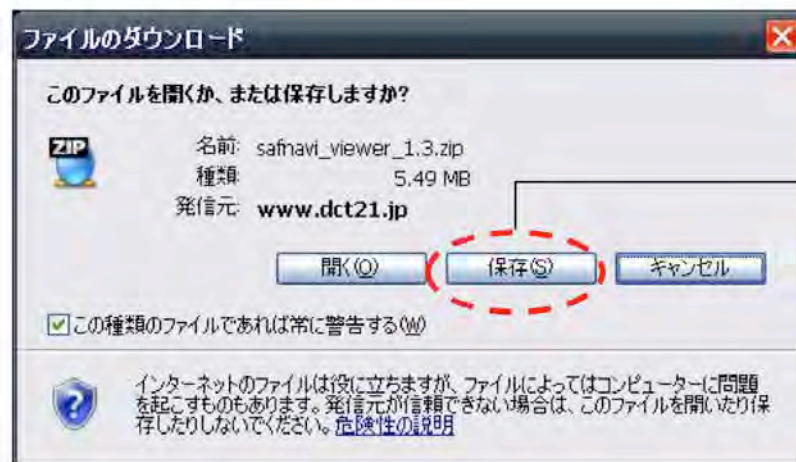 ファイルのダウンロード
このファイルを開くか、または保存しますか?
ZIP
名前: safnavi_viewer_1.3.zip
種類: 5.49 MB
発信元: www.dct21.jp
開く(O) 保存(S) キャンセル
この種類のファイルであれば常に警告する(W)
インターネットのファイルは役に立ちますが、ファイルによってはコンピューターに問題
を起こすものもあります。発信元が信頼できない場合は、このファイルを開いたり保
存したりしないでください。危険性の説明